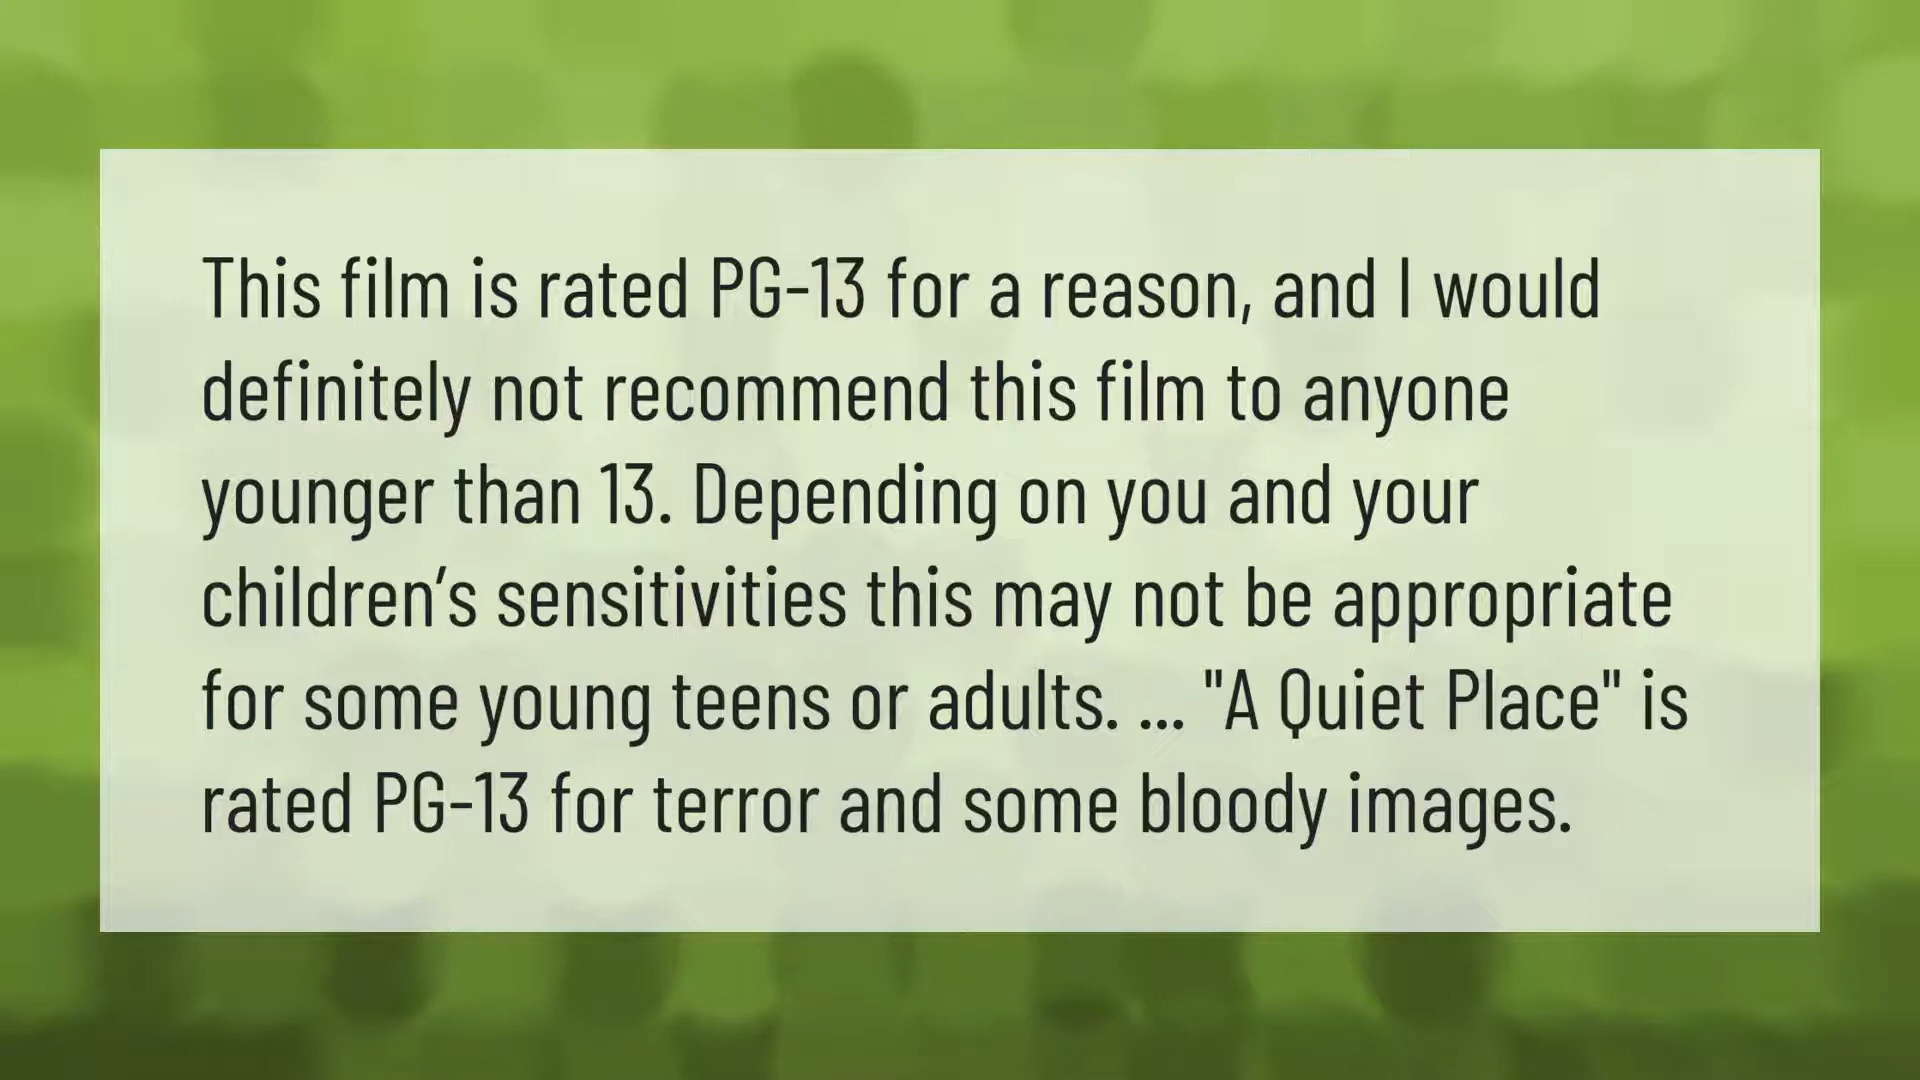 This film is rated PG-13 for a reason, and I would
definitely not recommend this film to anyone
younger than 13. Depending on you and your
children’s sensitivities this may not be appropriate
for some young teens or adults. ... "A Quiet Place" is
rated PG-13 for terror and some bloody images.